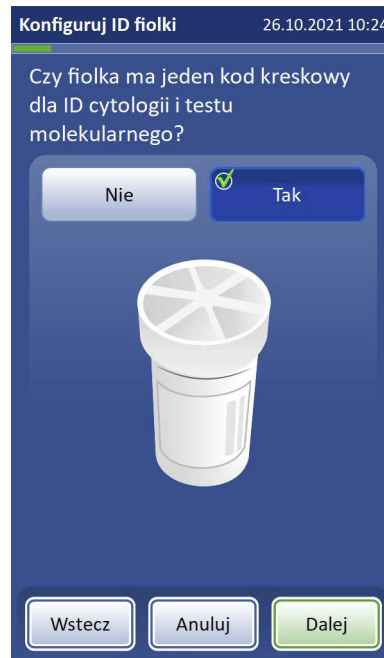 Konfiguruj ID fiolki 26.10.2021 10:24
Czy fiolka ma jeden kod kreskowy
dla ID cytologii i testu
molekularnego?
Nie Tak
Wstecz Anuluj Dalej